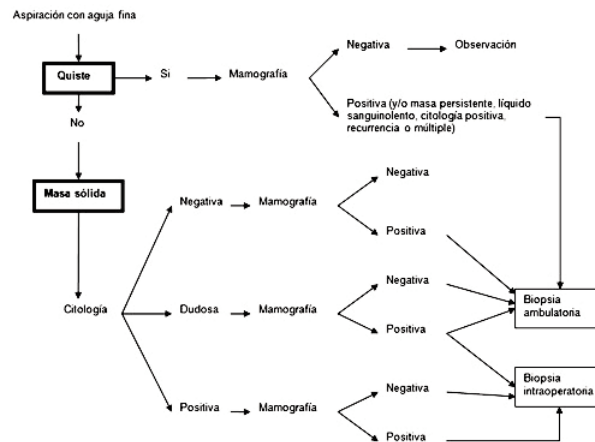 Aspiración con aguja fina
Quiste
Si
Mamografía
Negativa
Observación
Positiva (y/o masa persistente, líquido
sanguinolento, citología positiva,
recurrencia o múltiple)
No
Masa sólida
Negativa
Mamografía
Negativa
Positiva
Citología
Dudosa
Mamografía
Negativa
Positiva
Biopsia
ambulatoria
Positiva
Mamografía
Negativa
Positiva
Biopsia
intraoperatoria